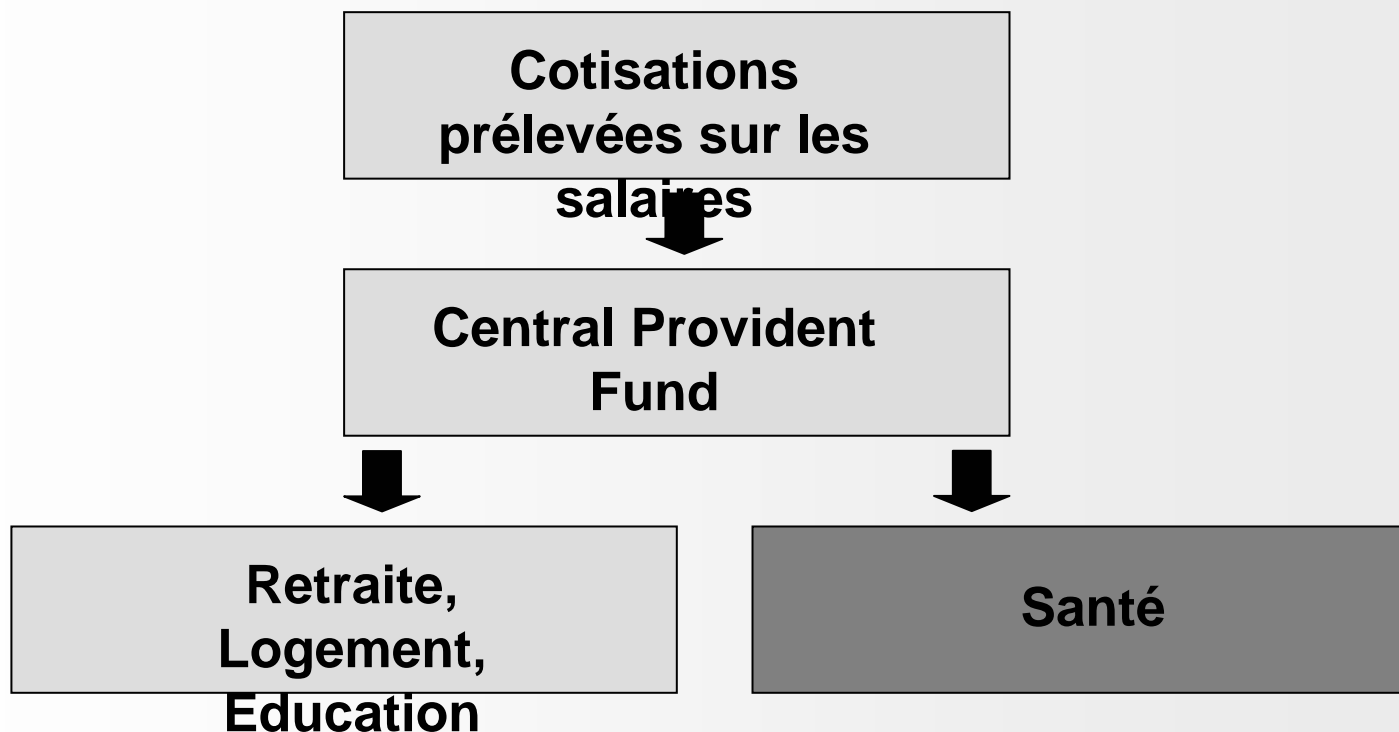 Cotisations
prélevées sur les
salaires
Central Provident
Fund
Retraite,
Logement,
Education
Santé